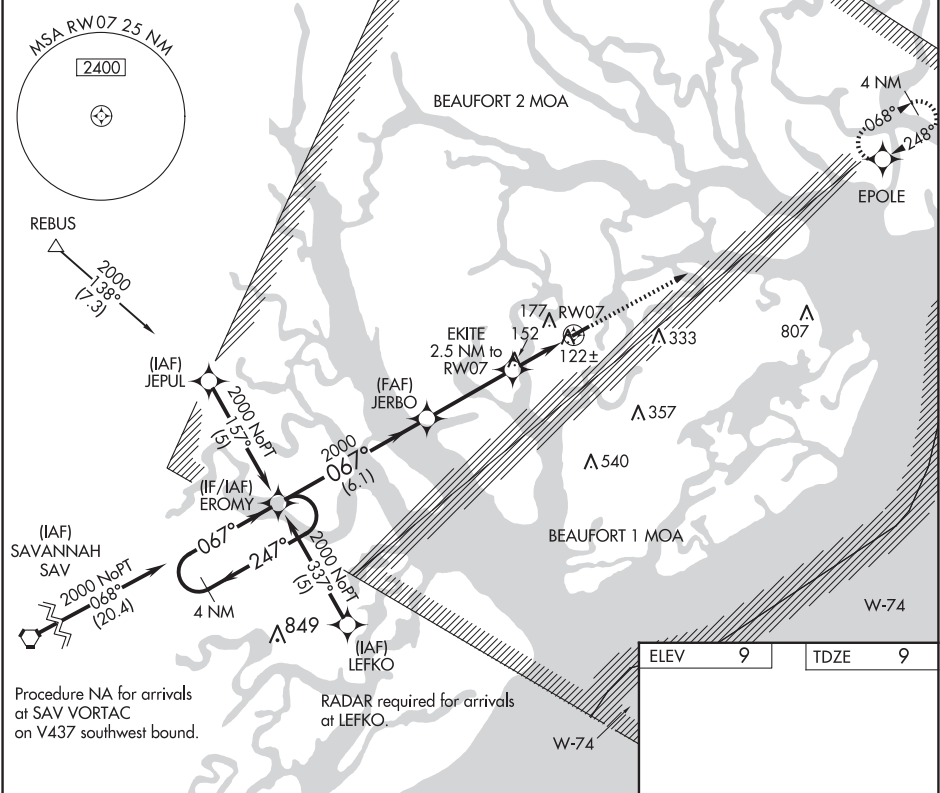 MSA RW07 25 NM
2400
BEAUFORT 2 MOA
4 NM
068°
248°
EPOLE
REBUS
2000
138°
(7.3)
177
RW07
EKITE
2.5 NM to
RW07
152
122±
333
807
(IAF)
JEPUL
2000 NoPT
157°
(5)
(FAF)
JERBO
357
2000
067°
(6.1)
540
(IF/IAF)
EROMY
067°
247°
BEAUFORT 1 MOA
(IAF)
SAVANNAH
SAV
2000 NoPT
068°
(20.4)
4 NM
2000 NoPT
337°
(5)
849
(IAF)
LEFKO
W-74
ELEV 9
TDZE 9
Procedure NA for arrivals
at SAV VORTAC
on V437 southwest bound.
RADAR required for arrivals
at LEFKO.
W-74